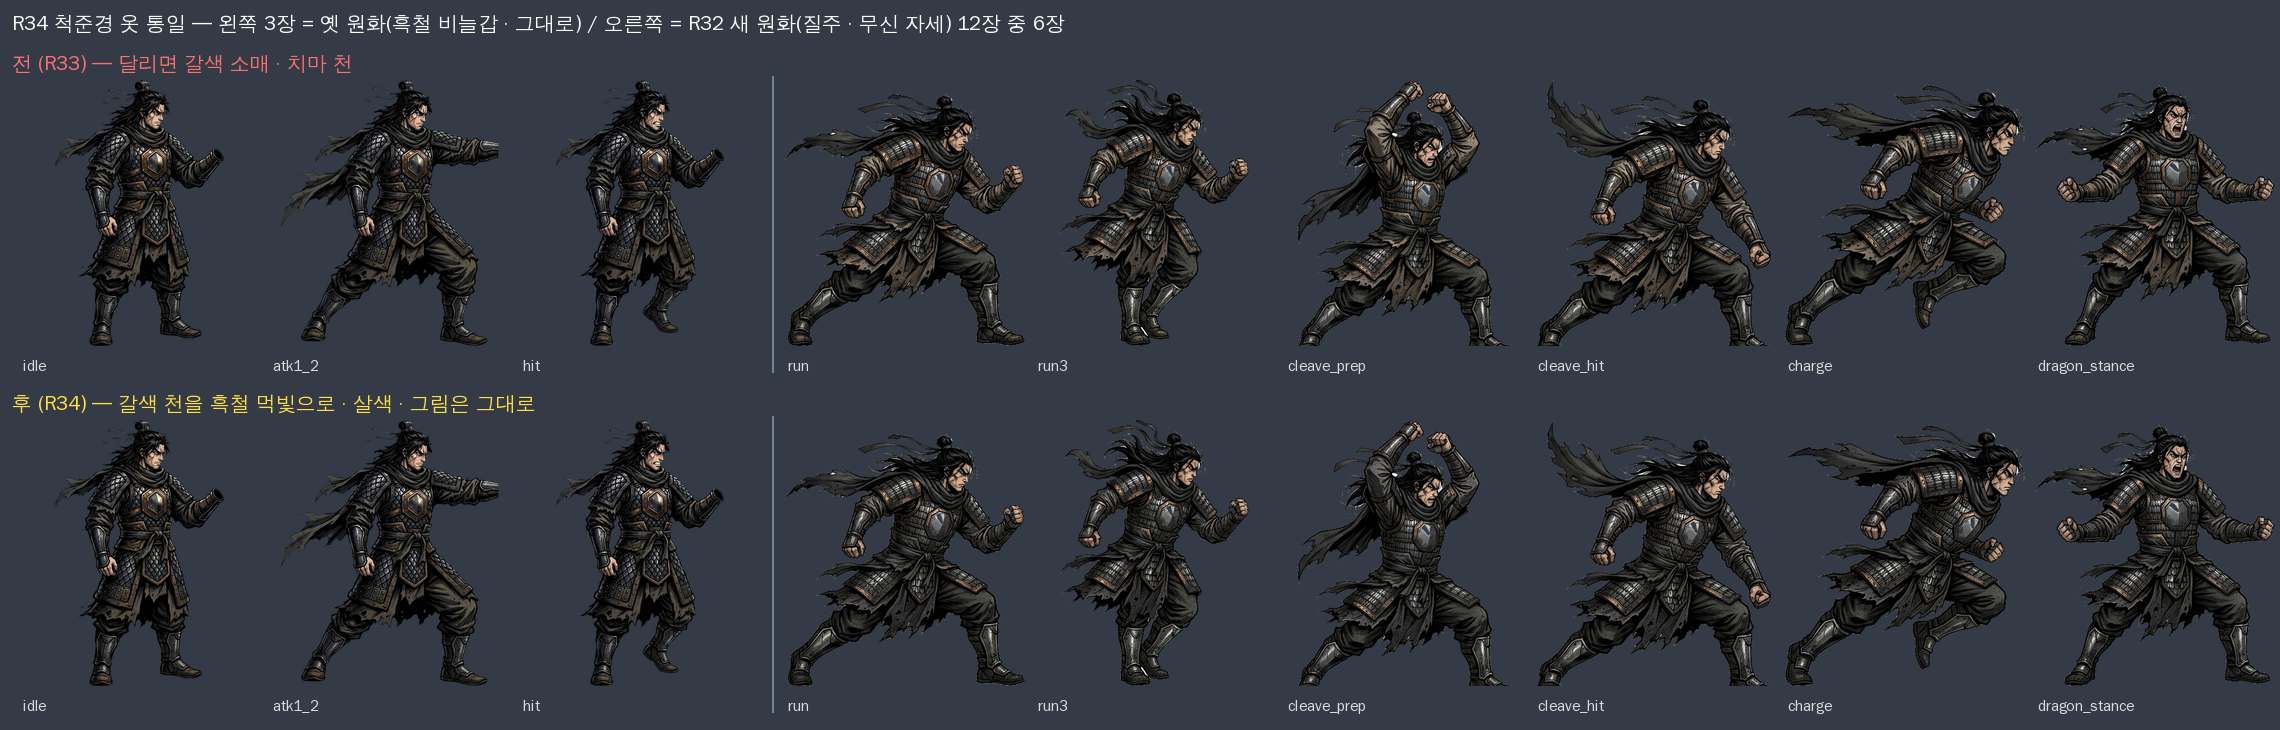 R34 척준경 옷 통일 — 왼쪽 3장 = 옛 원화(흑철 비늘갑 · 그대로) / 오른쪽 = R32 새 원화(질주 · 무신 자세) 12장 중 6장
전 (R33) — 달리면 갈색 소매 · 치마 천
idle atk1_2 hit run run3 cleave_prep cleave_hit charge dragon_stance
후 (R34) — 갈색 천을 흑철 먹빛으로 · 살색 · 그림은 그대로
idle atk1_2 hit run run3 cleave_prep cleave_hit charge dragon_stance